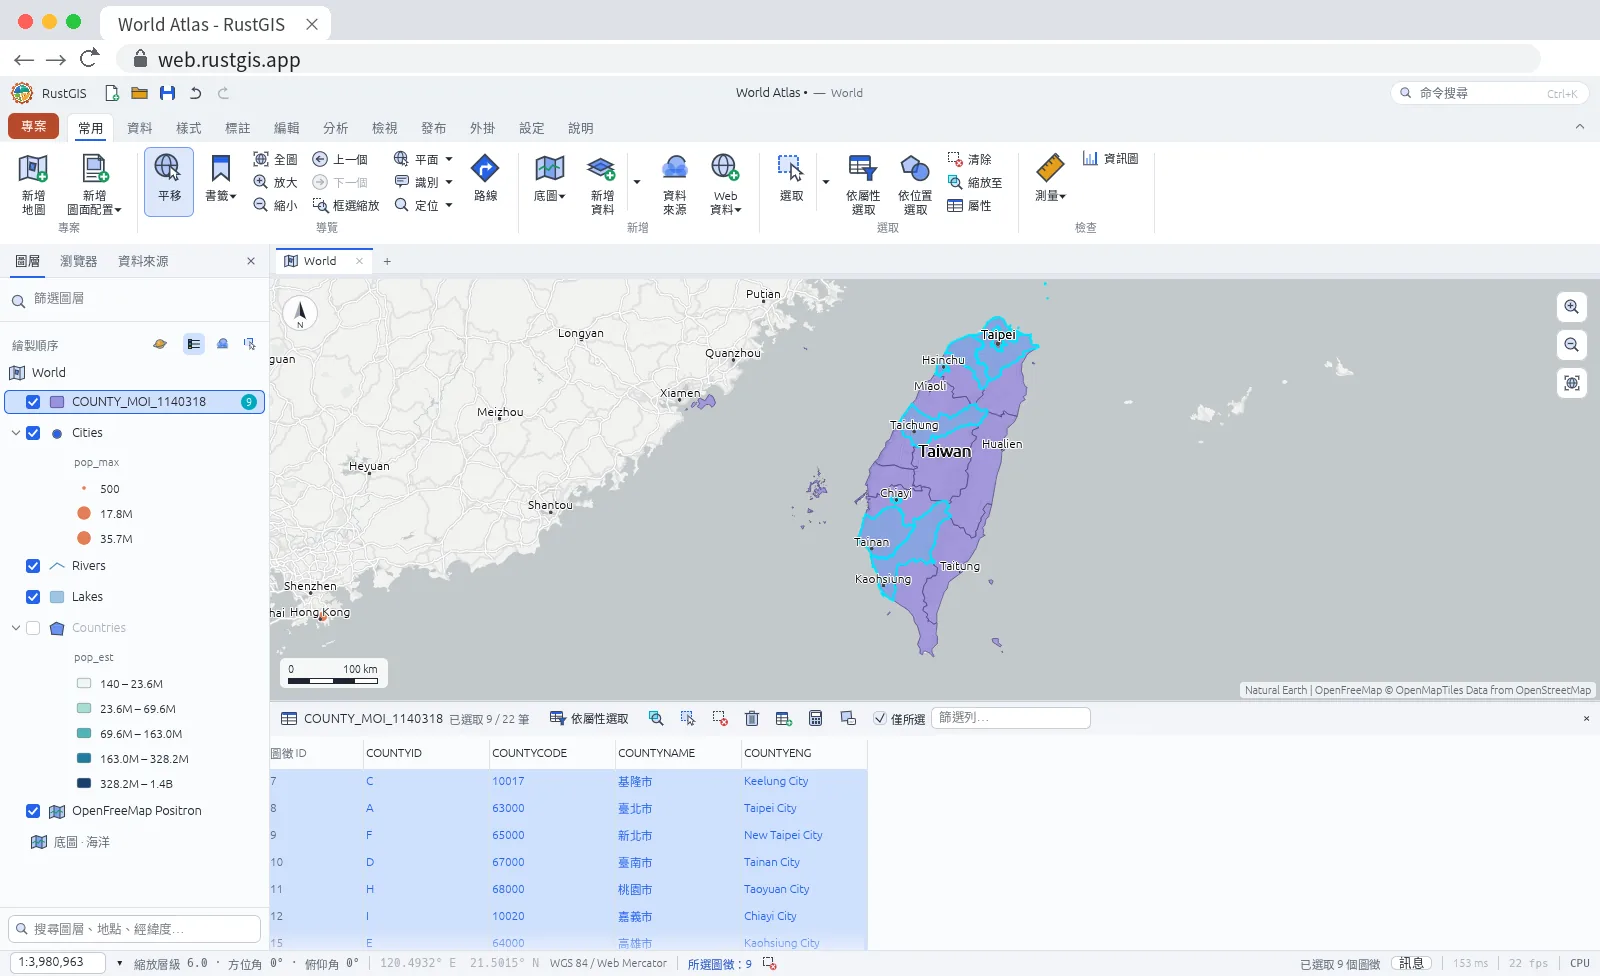 World Atlas - RustGIS
web.rustgis.app
RustGIS
World Atlas • — World
命令搜尋 Ctrl+K
專案 常用 資料 樣式 標註 編輯 分析 檢視 發布 外掛 設定 說明
新增 地圖
新增 圖面配置
專案
平移
書籤
全圖
放大
縮小
上一個
下一個
框選縮放
平面
識別
定位
路線
導覽
底圖
新增 資料
資料 來源
Web 資料
新增
選取
依屬性 選取
依位置 選取
清除
縮放至
屬性
選取
測量
資訊圖
檢查
圖層 瀏覽器 資料來源
篩選圖層
繪製順序
World
COUNTY_MOI_1140318 9
Cities
pop_max
500
17.8M
35.7M
Rivers
Lakes
Countries
pop_est
140 – 23.6M
23.6M – 69.6M
69.6M – 163.0M
163.0M – 328.2M
328.2M – 1.4B
OpenFreeMap Positron
底圖 · 海洋
搜尋圖層、地點、經緯度…
World
N
Putian
Longyan
guan
Quanzhou
Xiamen
Meizhou
Heyuan
Shantou
Shenzhen
hai Hong Kong
Taipei
Hsinchu
Miaoli
Taichung
Hualien
Taiwan
Chiayi
Tainan
Taitung
Kaohsiung
0 100 km
Natural Earth | OpenFreeMap © OpenMapTiles Data from OpenStreetMap
COUNTY_MOI_1140318 已選取 9 / 22 筆 依屬性選取 僅所選 篩選列…
圖徵 ID COUNTYID COUNTYCODE COUNTYNAME COUNTYENG
7 C 10017 基隆市 Keelung City
8 A 63000 臺北市 Taipei City
9 F 65000 新北市 New Taipei City
10 D 67000 臺南市 Tainan City
11 H 68000 桃園市 Taoyuan City
12 I 10020 嘉義市 Chiayi City
15 E 64000 高雄市 Kaohsiung City
1:3,980,963 縮放層級 6.0 · 方位角 0° · 俯仰角 0° 120.4932° E 21.5015° N WGS 84 / Web Mercator 所選圖徵：9 已選取 9 個圖徵 訊息 153 ms 22 fps CPU